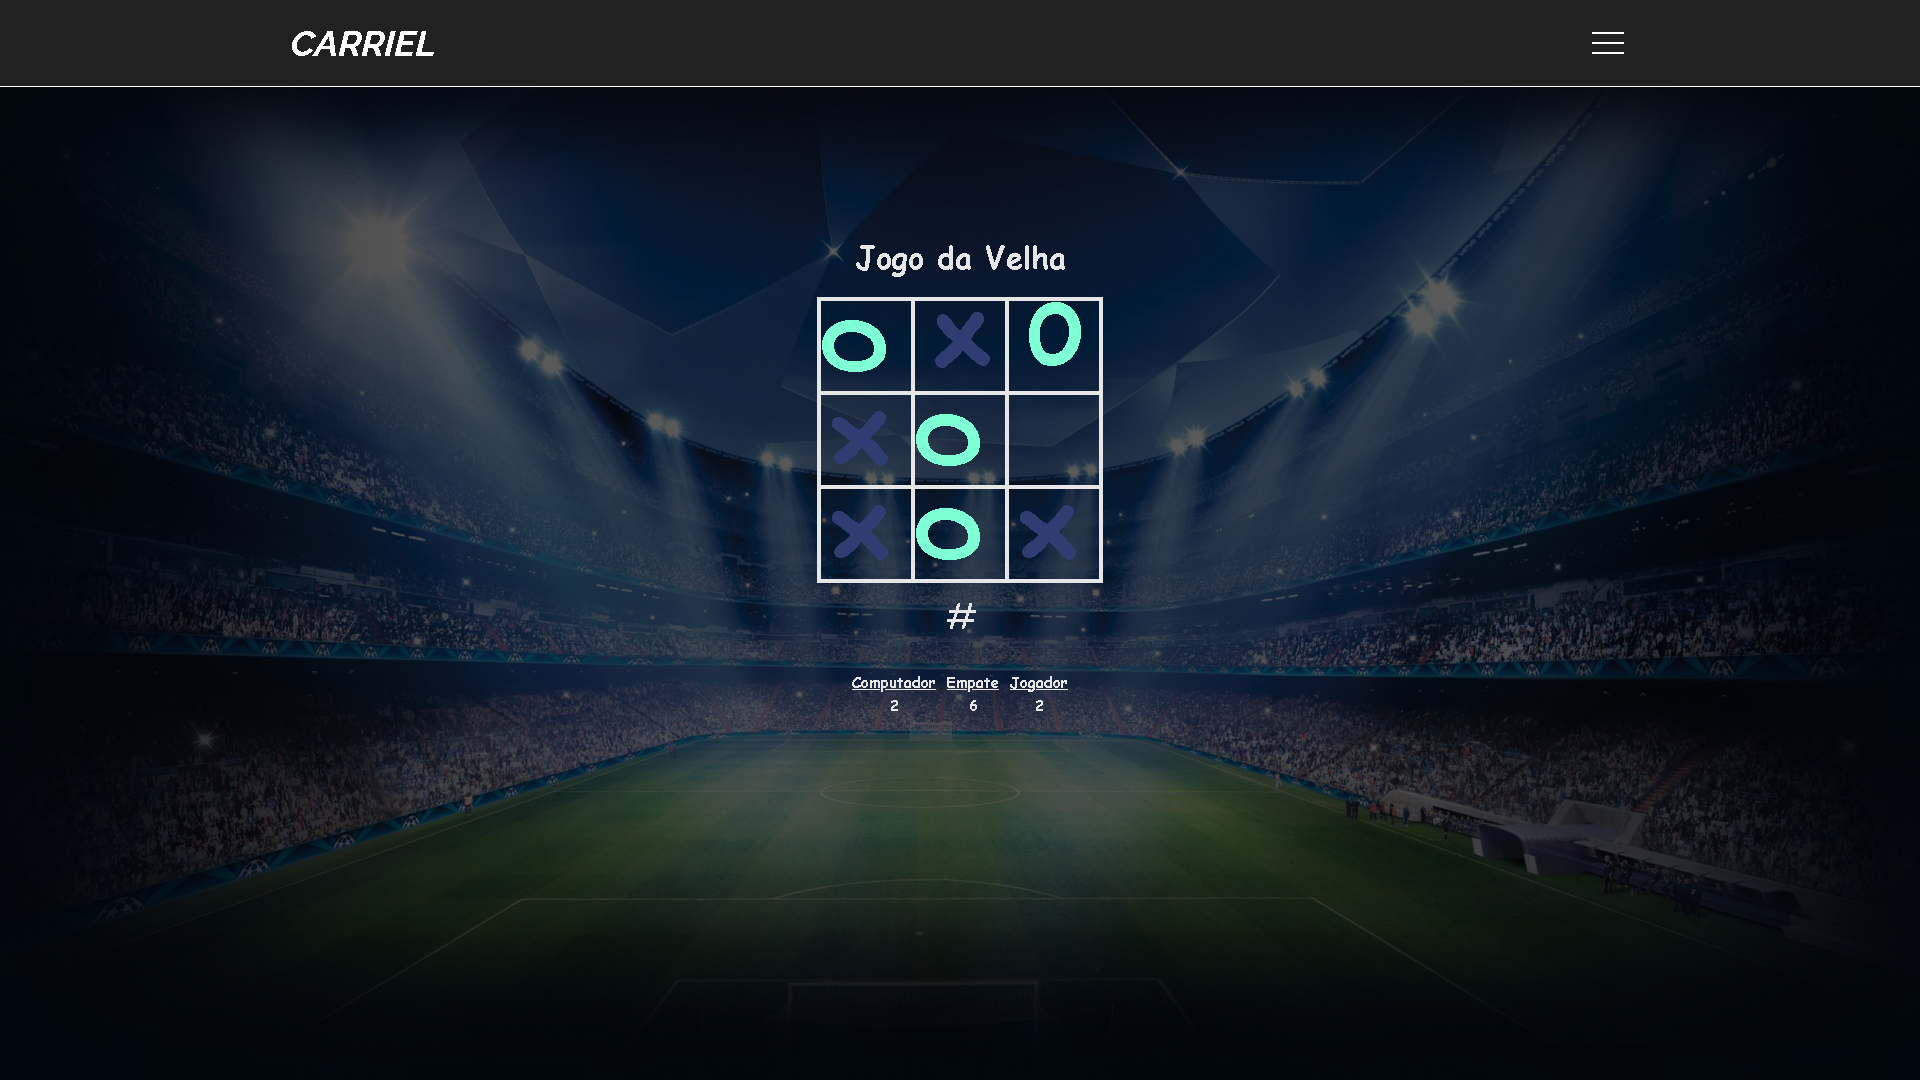 CARRIEL
Jogo da Velha
O X O
X O
X O X
#
Computador Empate Jogador
2 6 2